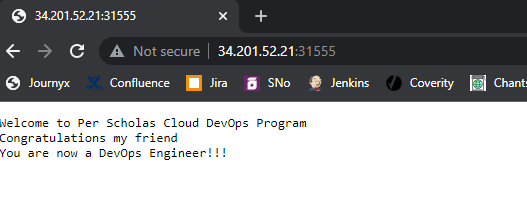 34.201.52.21:31555
Not secure 34.201.52.21:31555
Journyx Confluence Jira SNo Jenkins Coverity Chants
Welcome to Per Scholas Cloud DevOps Program
Congratulations my friend
You are now a DevOps Engineer!!!